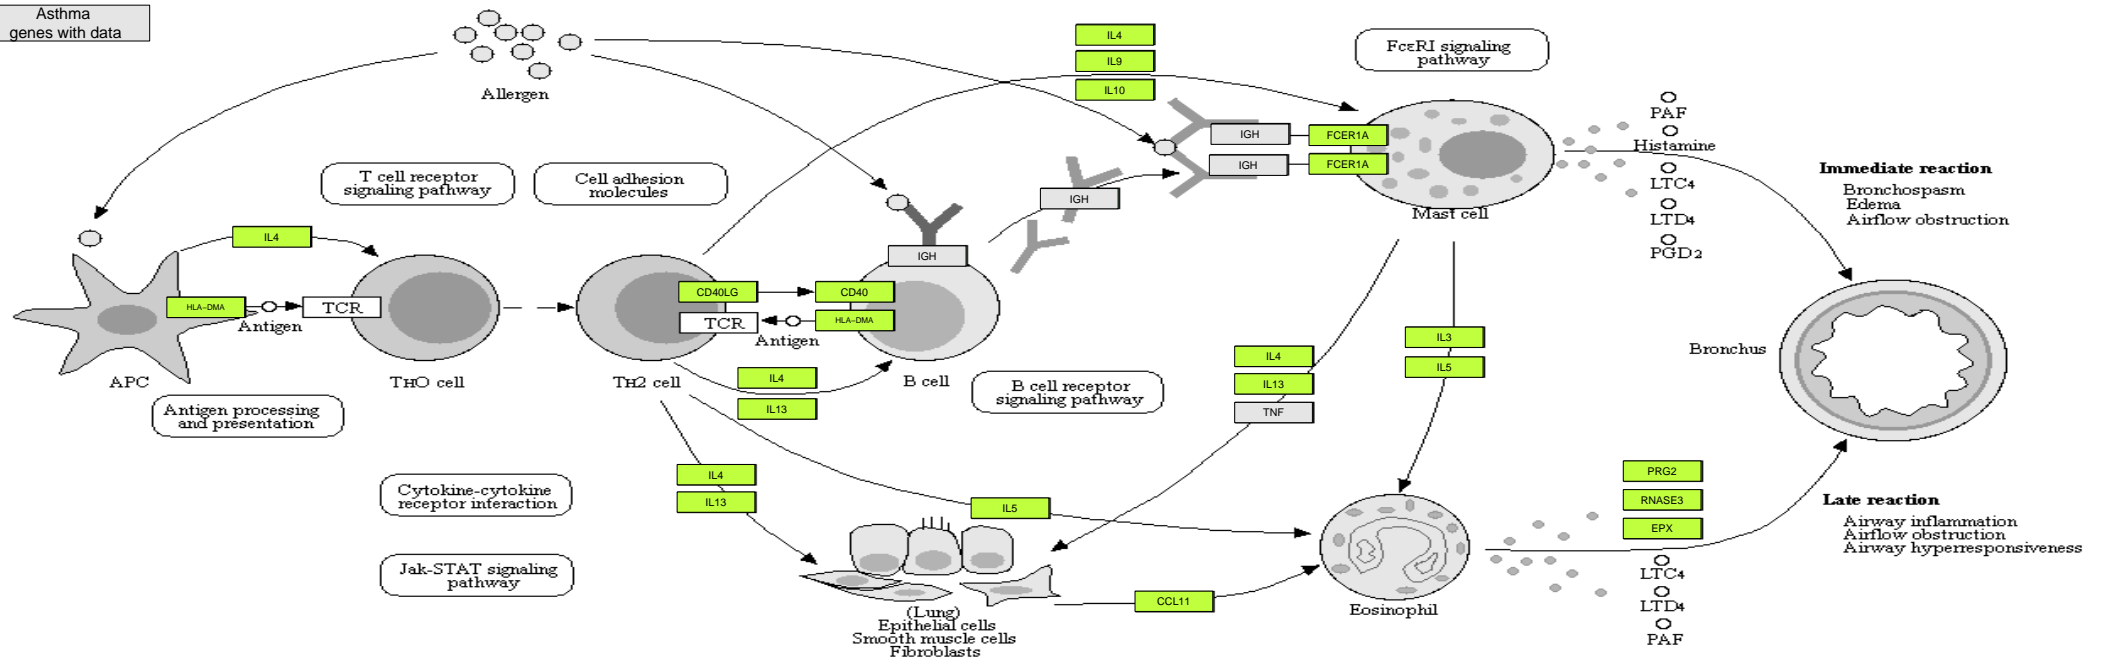 Asthma
genes with data
Allergen
IL4
IL9
IL10
FcεRI signaling
pathway
PAF
Histamine
LTC4
LTD4
PGD2
IGH
FCER1A
IGH
FCER1A
Mast cell
Immediate reaction
Bronchospasm
Edema
Airflow obstruction
T cell receptor
signaling pathway
Cell adhesion
molecules
IGH
IL4
IGH
HLA-DMA
Antigen
TCR
CD40LG
CD40
TCR
HLA-DMA
Antigen
APC
TH0 cell
TH2 cell
B cell
IL4
IL13
B cell receptor
signaling pathway
Antigen processing
and presentation
IL4
IL13
TNF
IL3
IL5
Bronchus
Cytokine-cytokine
receptor interaction
IL4
IL13
IL5
PRG2
RNASE3
EPX
Late reaction
Airway inflammation
Airflow obstruction
Airway hyperresponsiveness
Jak-STAT signaling
pathway
(Lung)
Epithelial cells
Smooth muscle cells
Fibroblasts
CCL11
Eosinophil
LTC4
LTD4
PAF